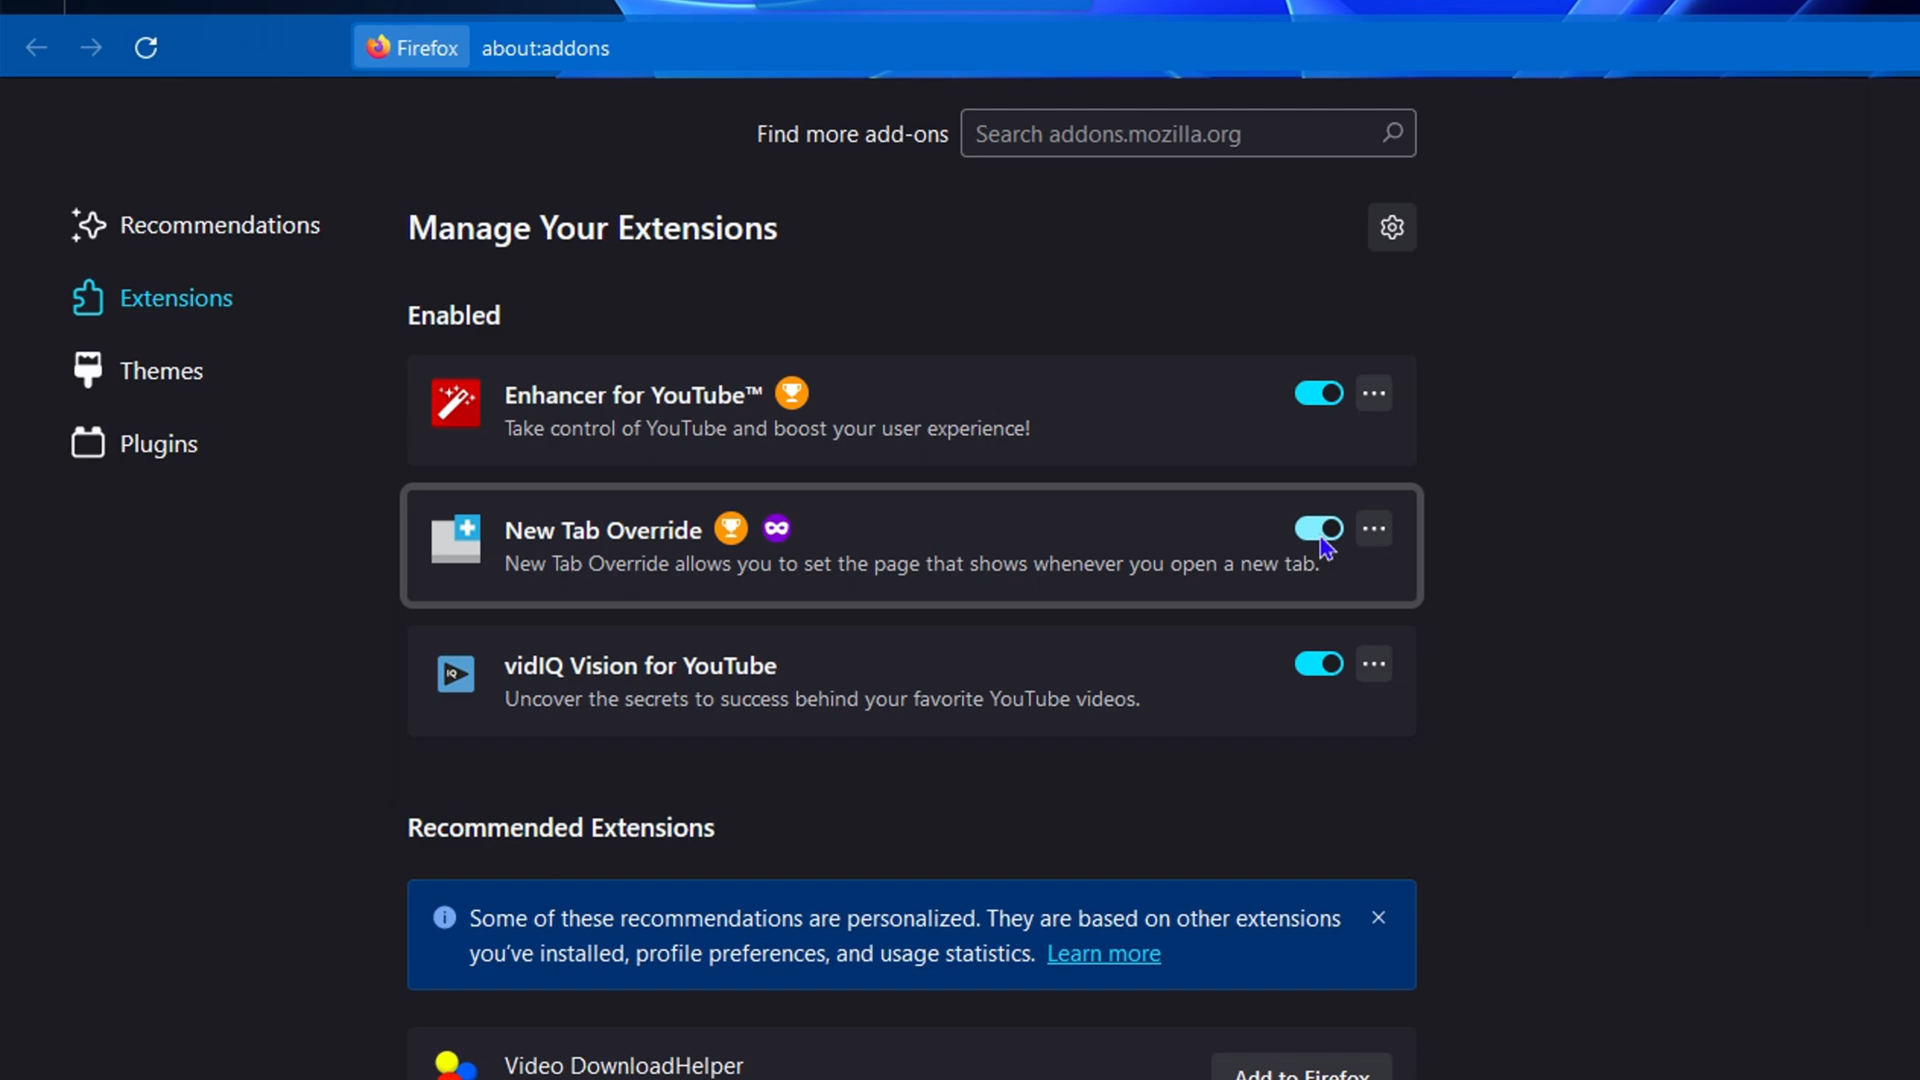 Firefox about:addons
Find more add-ons Search addons.mozilla.org
Recommendations
Extensions
Themes
Plugins
Manage Your Extensions
Enabled
Enhancer for YouTube™
Take control of YouTube and boost your user experience!
New Tab Override
New Tab Override allows you to set the page that shows whenever you open a new tab.
vidIQ Vision for YouTube
IQ
Uncover the secrets to success behind your favorite YouTube videos.
Recommended Extensions
Some of these recommendations are personalized. They are based on other extensions
you've installed, profile preferences, and usage statistics. Learn more
Video DownloadHelper
Add to Firefox